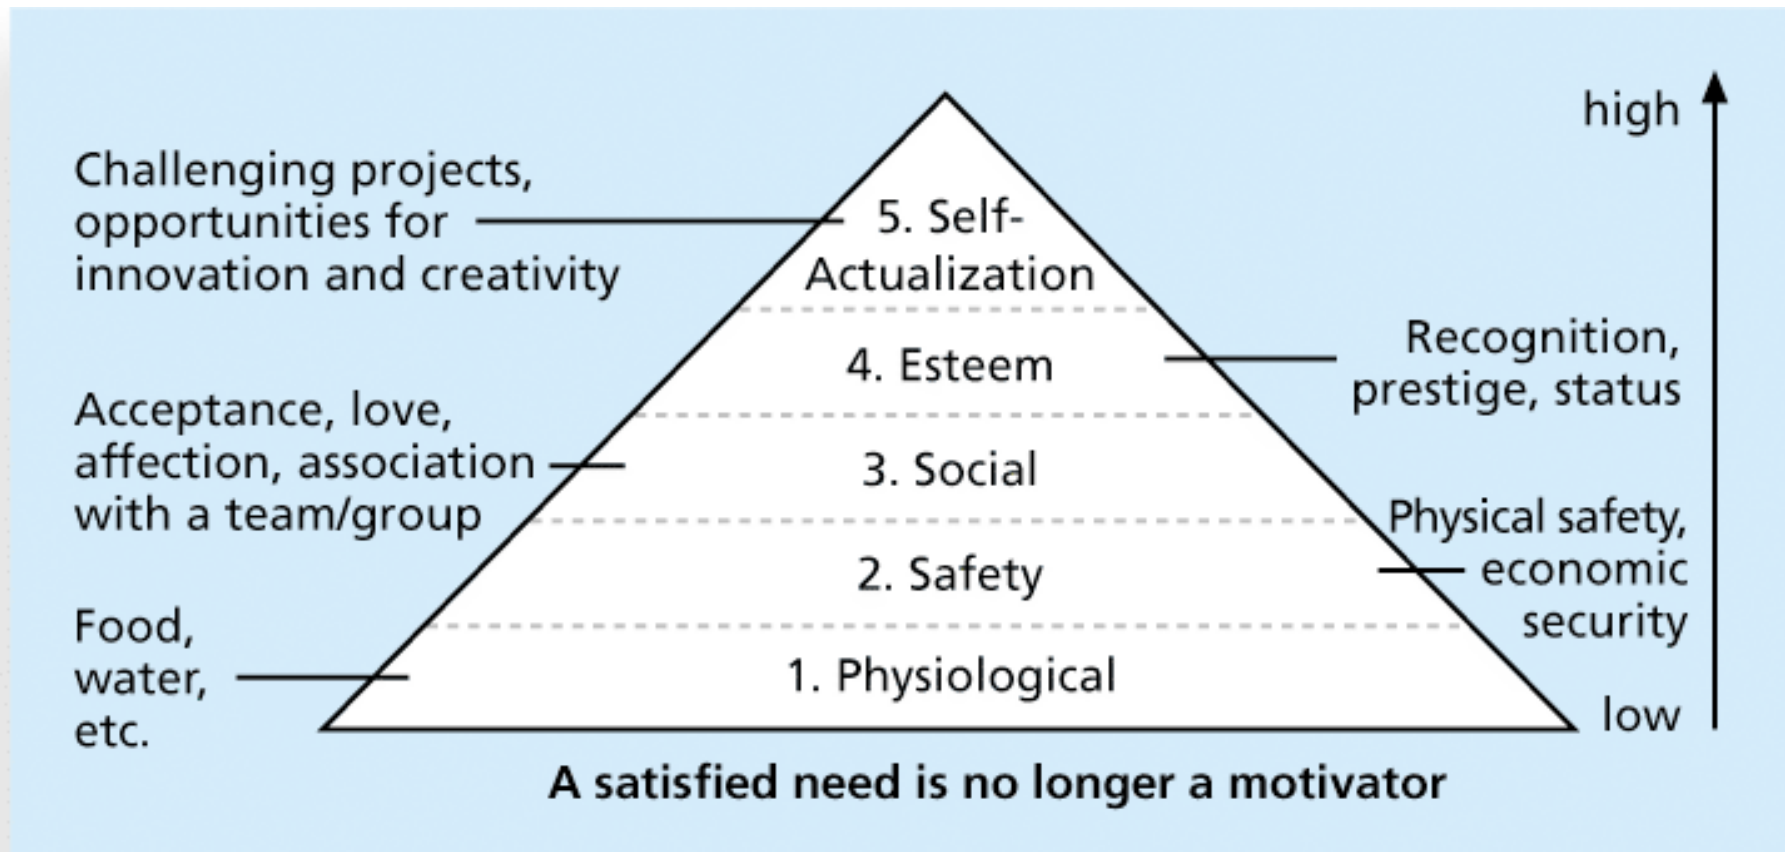 high
Challenging projects,
opportunities for
innovation and creativity
5. Self-
Actualization
Recognition,
prestige, status
4. Esteem
Acceptance, love,
affection, association
with a team/group
3. Social
Physical safety,
economic
security
2. Safety
Food,
water,
etc.
1. Physiological
low
A satisfied need is no longer a motivator